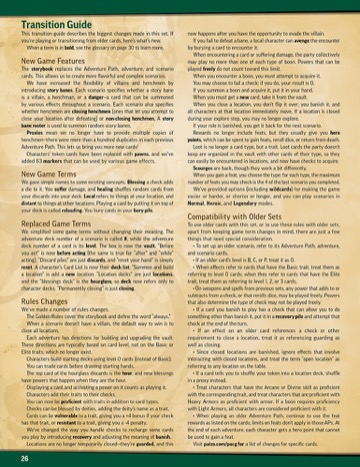 Transition Guide
This transition guide describes the biggest changes made in this set. If
you're playing or transitioning from older cards, here's what's new.
When a term is in bold, see the glossary on page 30 to learn more.
New Game Features
The storybook replaces the Adventure Path, adventure, and scenario
cards. This allows us to create more flavorful and complex scenarios.
We have increased the flexibility of villains and henchmen by
introducing story banes. Each scenario specifies whether a story bane
is a villain, a henchman, or a danger—a card that can be summoned
by various effects throughout a scenario. Each scenario also specifies
whether henchmen are closing henchmen (ones that let you attempt to
close your location after defeating) or non-closing henchmen. A story
bane never is used to summon random story banes.
Proxies mean we no longer have to provide multiple copies of
henchmen—there were more than a hundred duplicates in each previous
Adventure Path. This lets us bring you more new cards!
Characters' token cards have been replaced with pawns, and we've
added 63 markers that can be used by various game effects.
New Game Terms
We gave simple names to some existing concepts. Blessing a check adds
a die to it. You suffer damage, and healing shuffles random cards from
your discards into your deck. Local refers to things at your location, and
distant to things at other locations. Playing a card by putting it on top of
your deck is called reloading. You bury cards in your bury pile.
Replaced Game Terms
We simplified some game terms without changing their meaning. The
adventure deck number of a scenario is called #, while the adventure
deck number of a card is its level. The box is now the vault. "Before
you act" is now before acting (the same is true for "after" and "while"
acting). "Discard piles" are just discards, and "reset your hand" is simply
reset. A character's Card List is now their deck list. "Summon and build
a location" is add a new location. "Location decks" are just locations,
and the "blessings deck" is the hourglass, so deck now refers only to
character decks. "Permanently closing" is just closing.
Rules Changes
We've made a number of rules changes.
The Golden Rules cover the storybook and define the word "always."
When a scenario doesn't have a villain, the default way to win is to
close all locations.
Each adventure has directions for building and upgrading the vault.
These directions are typically based on card level, not on the Basic or
Elite traits, which no longer exist.
Characters build starting decks using level 0 cards (instead of Basic).
You can trade cards before drawing starting hands.
The top card of the hourglass discards is the hour, and new blessings
have powers that happen when they are the hour.
Displaying a card and activating a power on it counts as playing it.
Characters add their traits to their checks.
You can now be proficient with traits in addition to card types.
Checks can be blessed by deities, adding the deity's name as a trait.
Cards can be vulnerable to a trait, giving you a +4 bonus if your check
has that trait, or resistant to a trait, giving you a -4 penalty.
We've changed the way you handle checks to recharge some cards
you play by introducing recovery and adjusting the meaning of banish.
Locations are no longer temporarily closed—they're guarded, and this
now happens after you have the opportunity to evade the villain.
If you fail to defeat a blane, a local character can avenge the encounter
by burying a card to encounter it.
When encountering a card or suffering damage, the party collectively
may play no more than one of each type of boon. Powers that can be
played freely do not count toward this limit.
When you encounter a boon, you must attempt to acquire it.
You may choose to fail a check; if you do, your result is 0.
If you summon a boon and acquire it, put it in your hand.
When you must get a new card, take it from the vault.
When you close a location, you don't flip it over; you banish it, and
all characters at that location immediately move. If a location is closed
during your explore step, you may no longer explore.
If your role is banished, you get it back for the next scenario.
Rewards no longer include feats, but they usually give you hero
points, which can be spent to gain feats, reroll dice, or return from death.
Loot is no longer a card type, but a trait. Loot cards the party doesn't
keep are organized in the vault with other cards of their type, so they
can easily be encountered in locations, and now have checks to acquire.
Scourges are back, though they work a bit differently.
When you gain a feat, you choose the type; for each type, the maximum
number of feats you may have is the # of the last scenario you completed.
We've provided options (including wildcards) for making the game
easier or harder, or shorter or longer, and you can play scenarios in
Normal, Heroic, and Legendary modes.
Compatibility with Older Sets
To use older cards with this set, or to use these rules with older sets,
apart from keeping game term changes in mind, there are just a few
things that need special consideration.
• To set up an older scenario, refer to its Adventure Path, adventure,
and scenario cards.
• If an older card's level is B, C, or P, treat it as 0.
• When effects refer to cards that have the Basic trait, treat them as
referring to level 0 cards; when they refer to cards that have the Elite
trait, treat them as referring to level 1, 2, or 3 cards.
• On weapons and spells from previous sets, any power that adds to or
subtracts from a check, or that rerolls dice, may be played freely. Powers
that also determine the type of check may not be played freely.
• If a card you banish to play has a check that can allow you to do
something other than banish it, put it in a recovery pile and attempt that
check at the end of the turn.
• If an effect on an older card references a check or other
requirement to close a location, treat it as referencing guarding as
well as closing.
• Since closed locations are banished, ignore effects that involve
interacting with closed locations, and treat the term "open location" as
referring to any location on the table.
• If a card tells you to shuffle your token into a location deck, shuffle
in a proxy instead.
• Treat characters that have the Arcane or Divine skill as proficient
with the corresponding trait, and treat characters that are proficient with
Heavy Armors as proficient with armor. If a boon requires proficiency
with Light Armors, all characters are considered proficient with it.
• When playing an older Adventure Path, continue to use the feat
rewards as listed on the cards; limits on feats don't apply in those APs. At
the end of each adventure, each character gets a hero point that cannot
be used to gain a feat.
Visit paizo.com/pacg for a list of changes for specific cards.
26